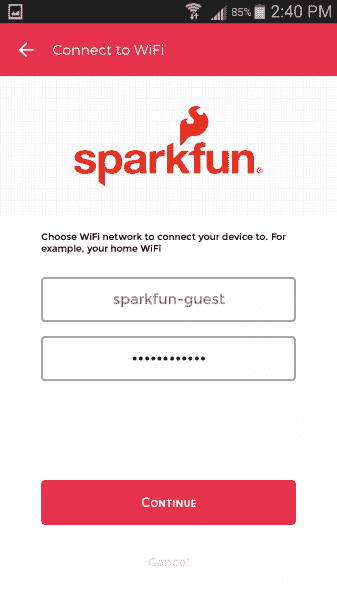 85% 2:40 PM
Connect to WiFi
sparkfun®
Choose WiFi network to connect your device to. For
example, your home WiFi
sparkfun-guest
••••••••••••
Continue
Cancel